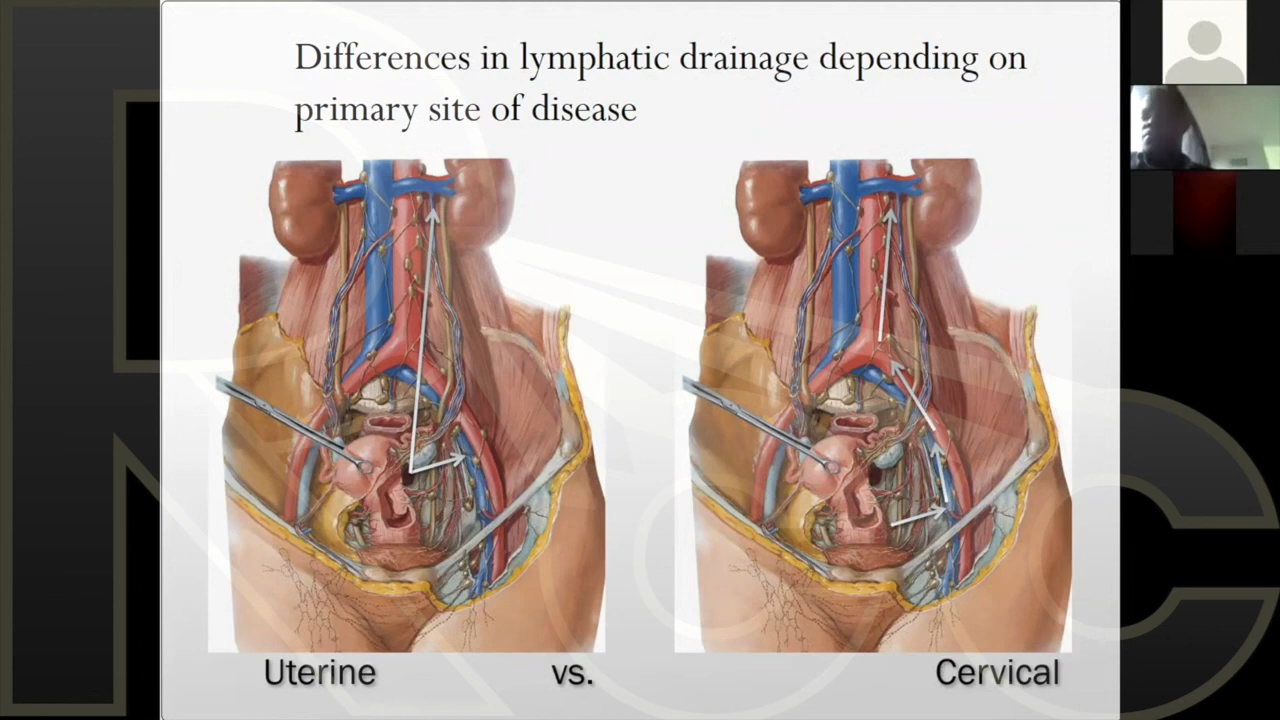 Differences in lymphatic drainage depending on
primary site of disease
Uterine vs. Cervical